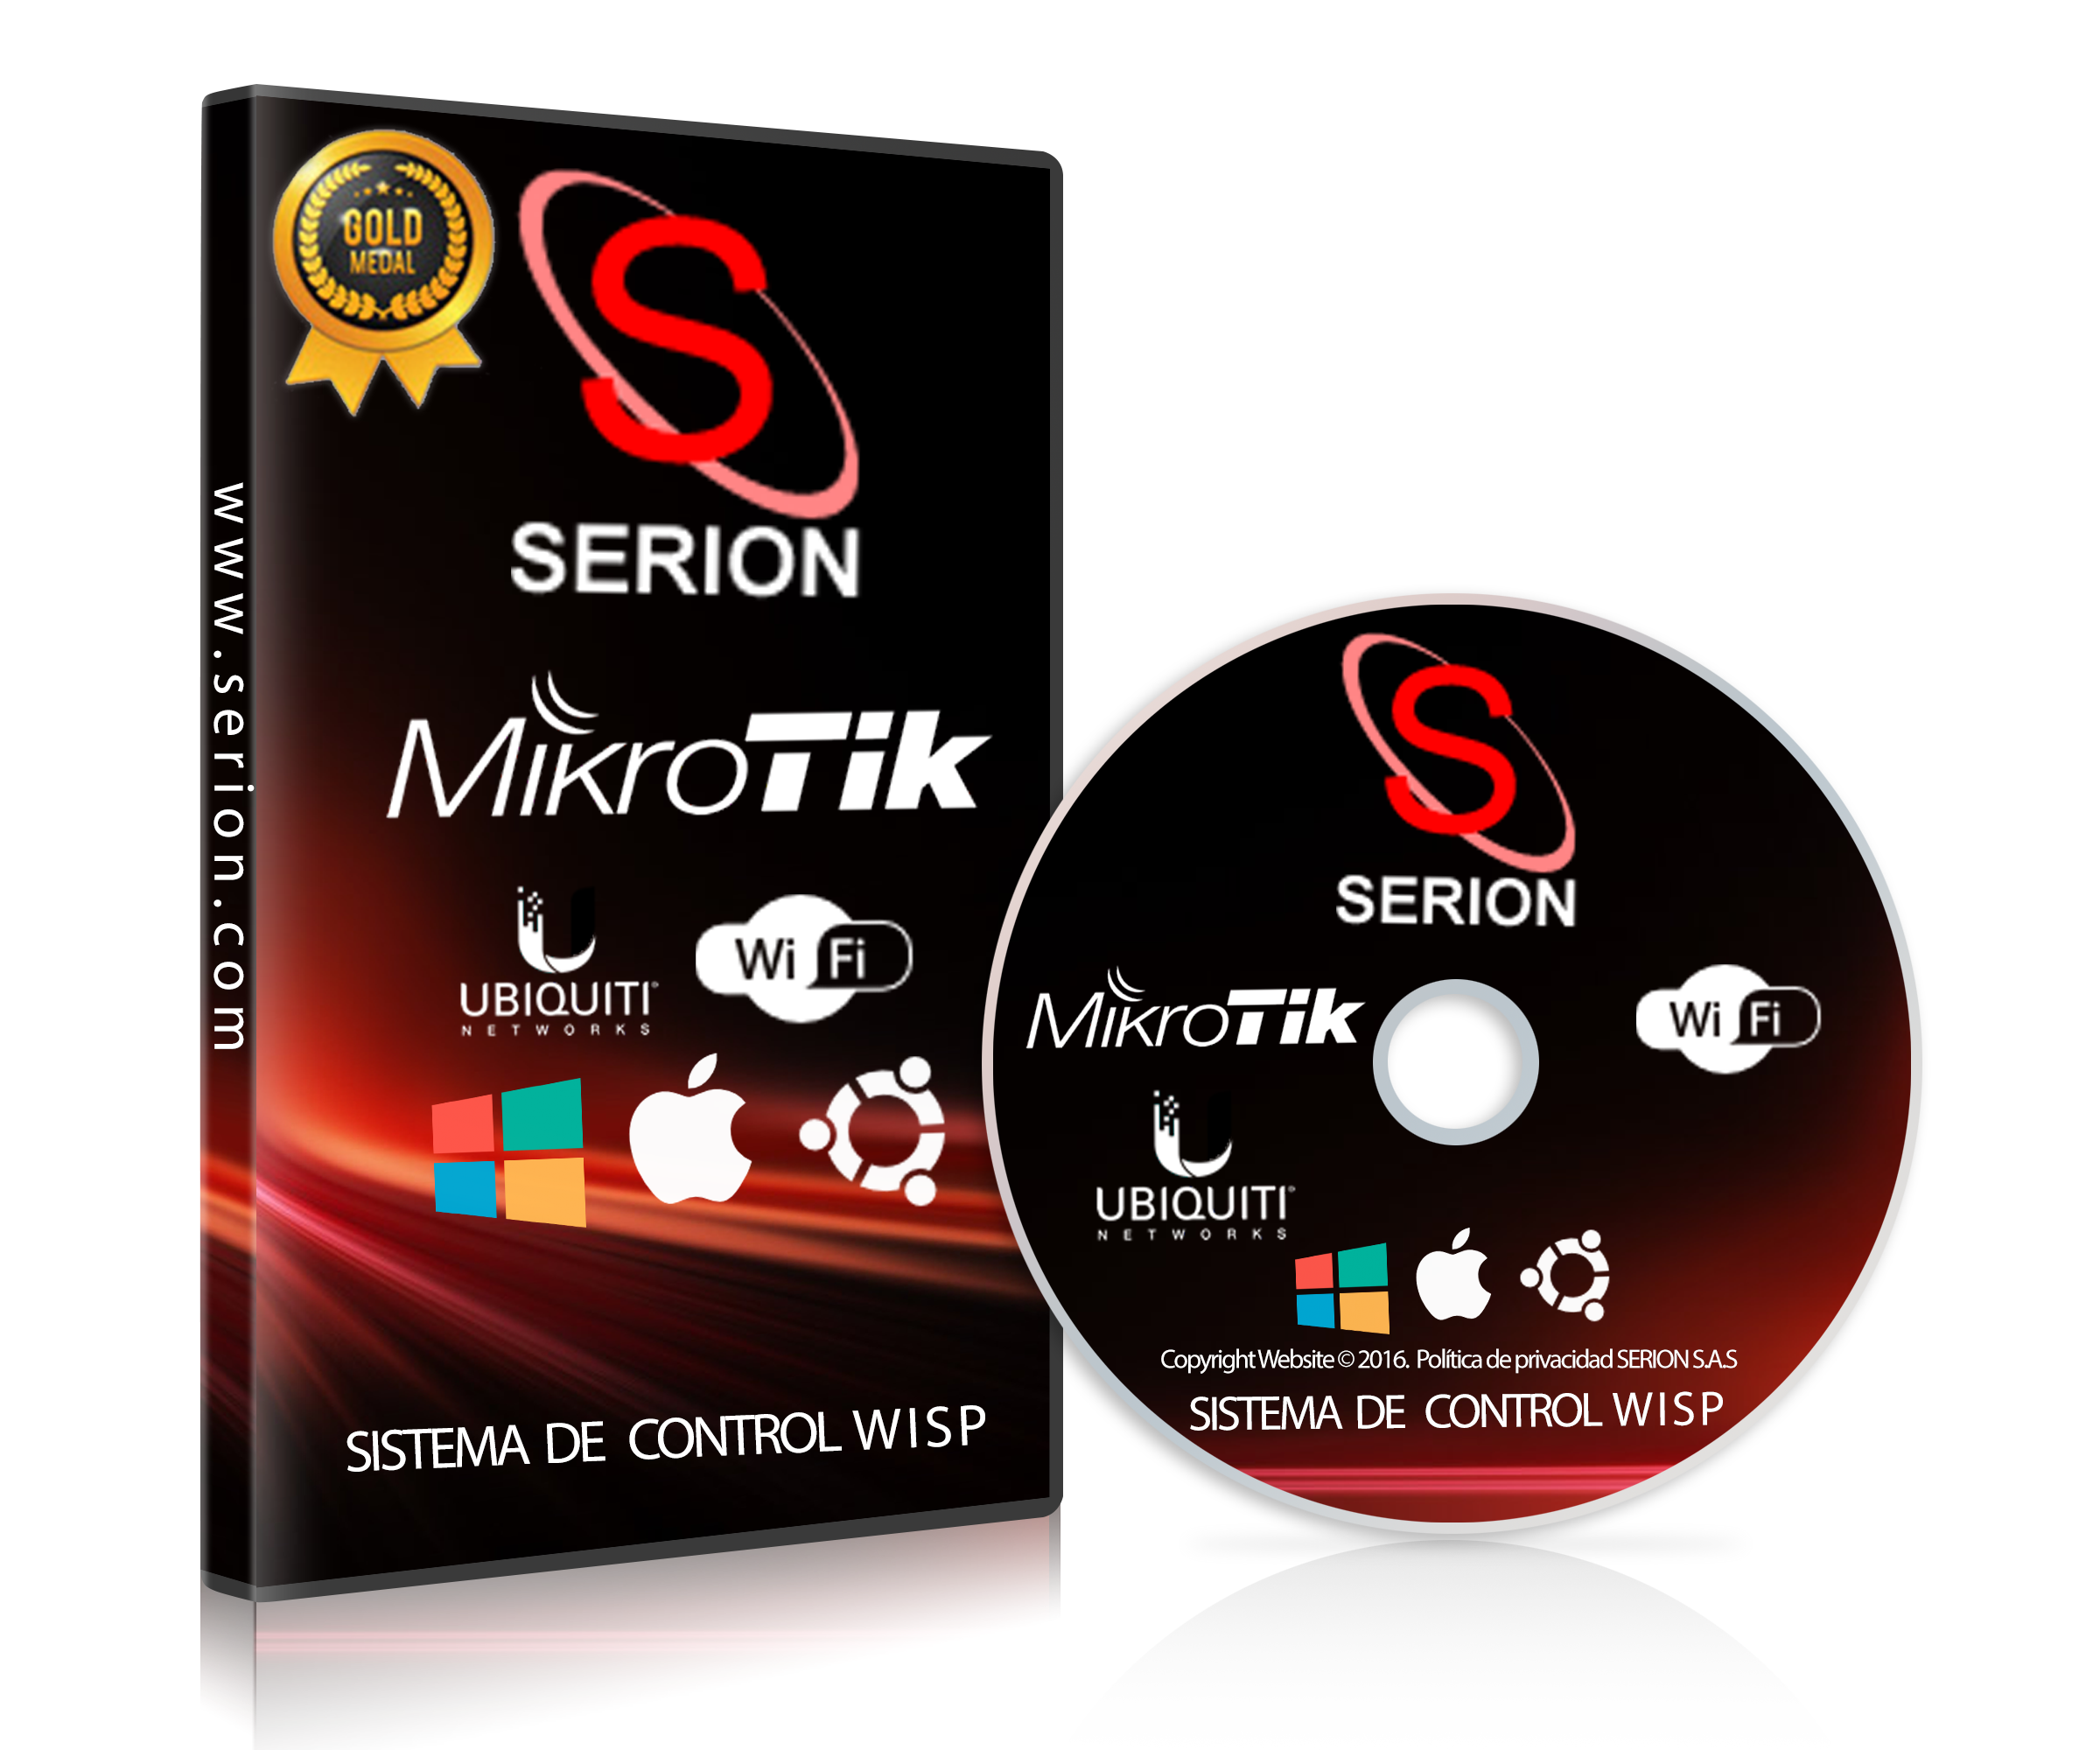 GOLD
MEDAL
SERION
MikroTik
UBIQUITI
NETWORKS
Wi Fi
SISTEMA DE CONTROL WISP
www.serion.com
SERION
MikroTik
Wi Fi
UBIQUITI
NETWORKS
Copyright Website © 2016. Política de privacidad SERION S.A.S
SISTEMA DE CONTROL WISP